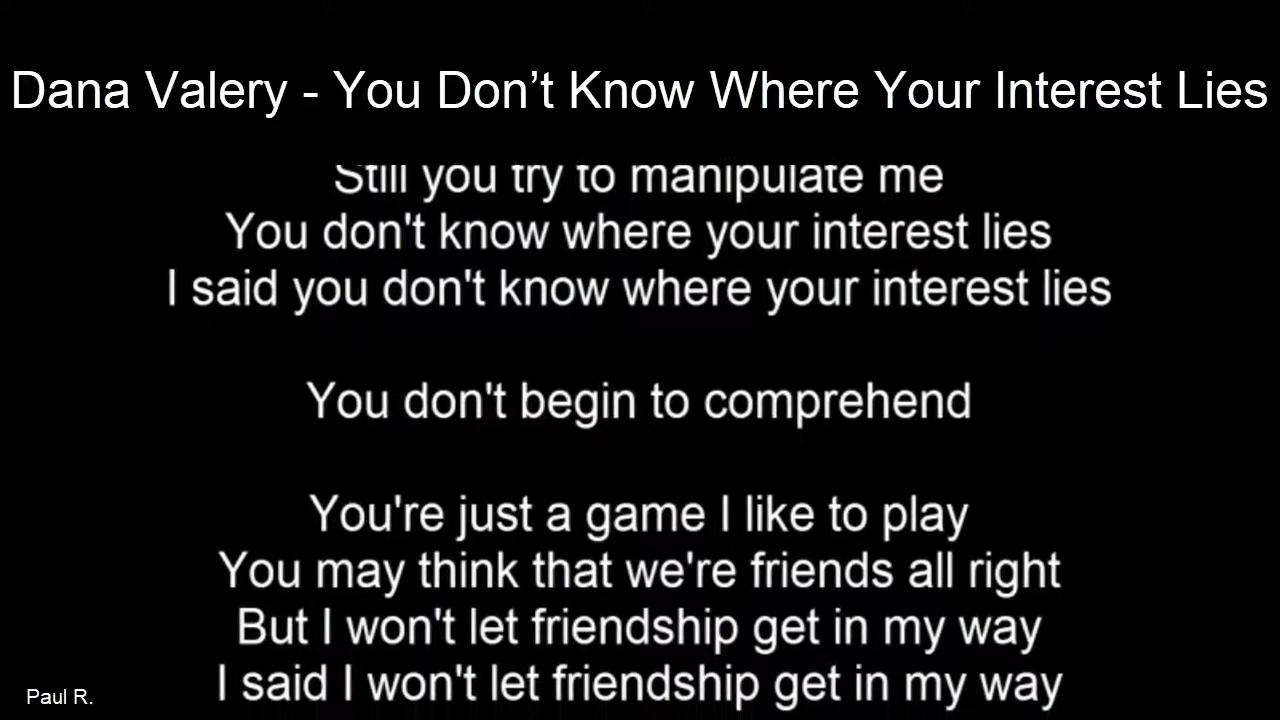 Dana Valery - You Don’t Know Where Your Interest Lies
Still you try to manipulate me
You don't know where your interest lies
I said you don't know where your interest lies
You don't begin to comprehend
You're just a game I like to play
You may think that we're friends all right
But I won't let friendship get in my way
I said I won't let friendship get in my way
Paul R.